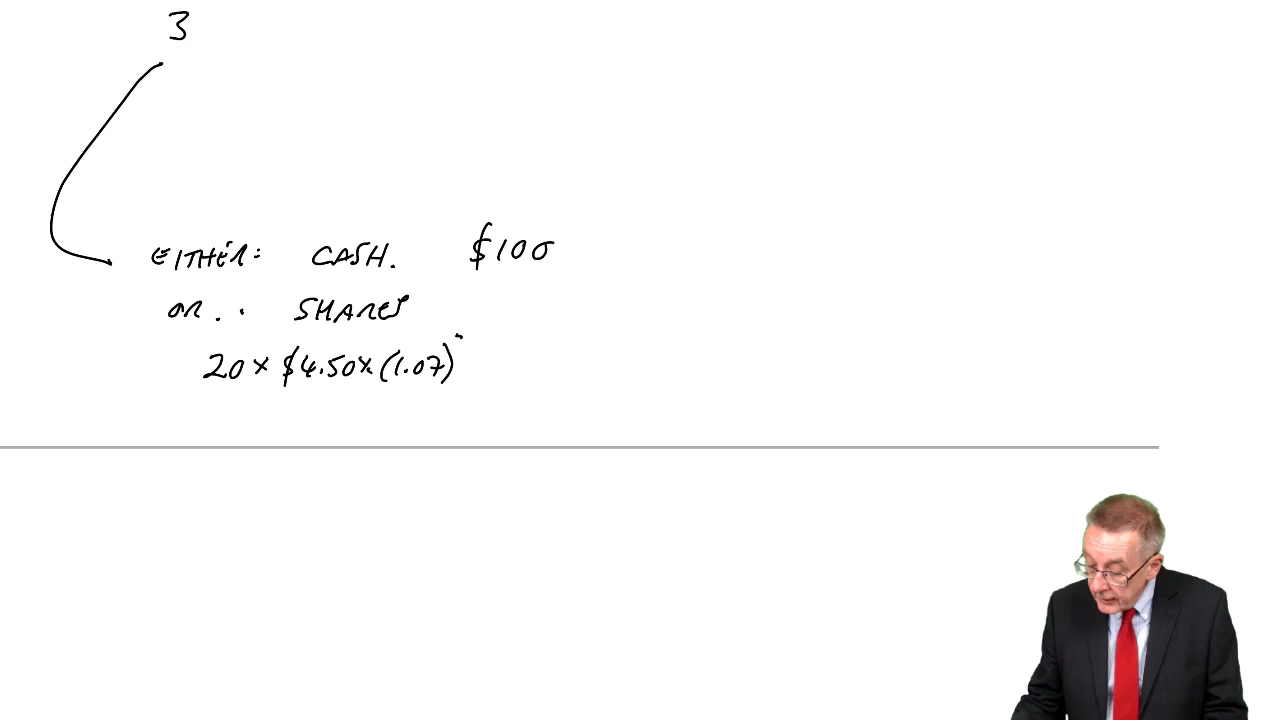 3
EITHER: CASH. $100
OR.. SHARES
20 × $4.50 × (1.07)